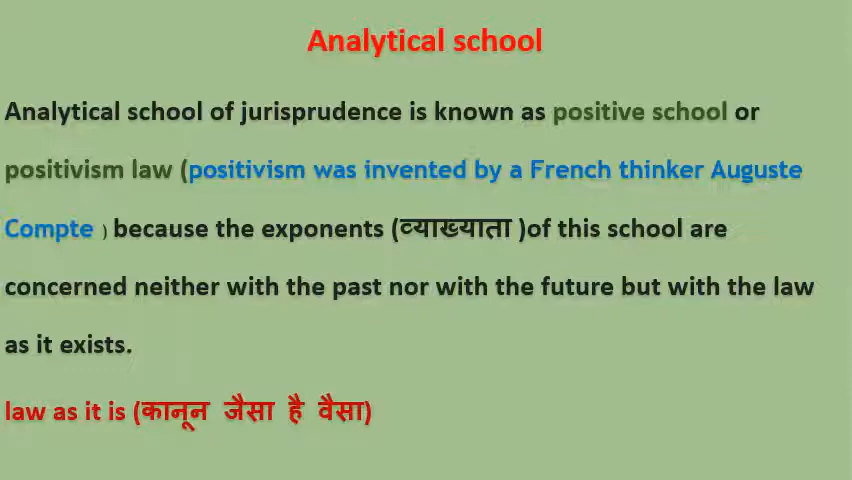 Analytical school
Analytical school of jurisprudence is known as positive school or
positivism law (positivism was invented by a French thinker Auguste
Compte ) because the exponents (व्याख्याता )of this school are
concerned neither with the past nor with the future but with the law
as it exists.
law as it is (कानून जैसा है वैसा)